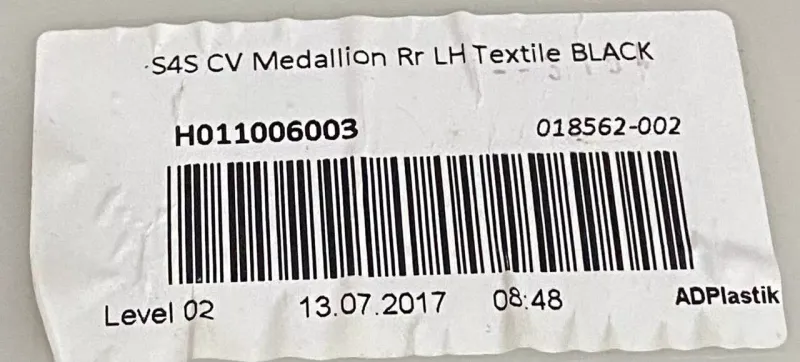 S4S CV Medallion Rr LH Textile BLACK
H011006003 018562-002
Level 02 13.07.2017 08:48 ADPlastik